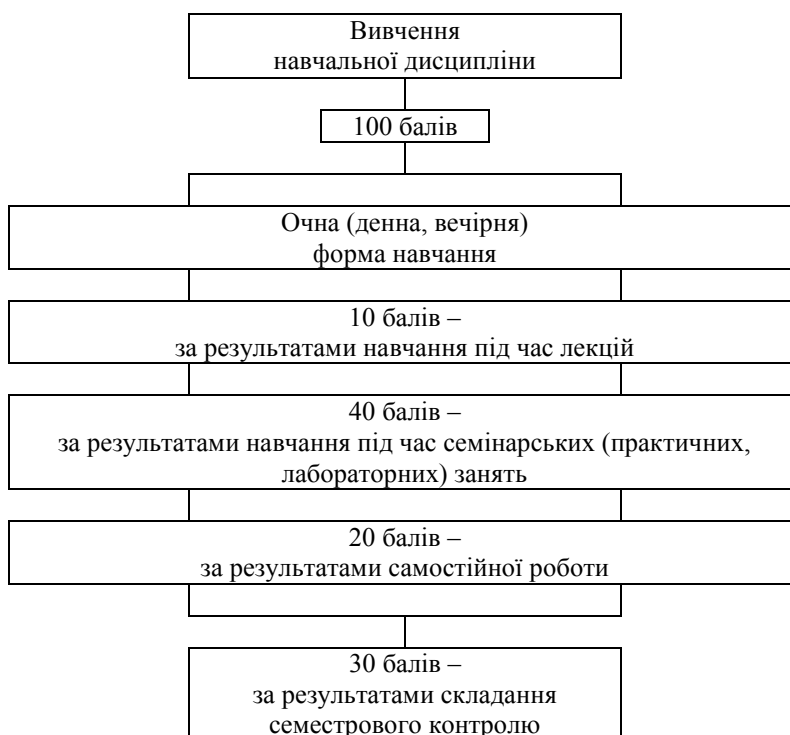 Вивчення
навчальної дисципліни
100 балів
Очна (денна, вечірня)
форма навчання
10 балів –
за результатами навчання під час лекцій
40 балів –
за результатами навчання під час семінарських (практичних,
лабораторних) занять
20 балів –
за результатами самостійної роботи
30 балів –
за результатами складання
семестрового контролю